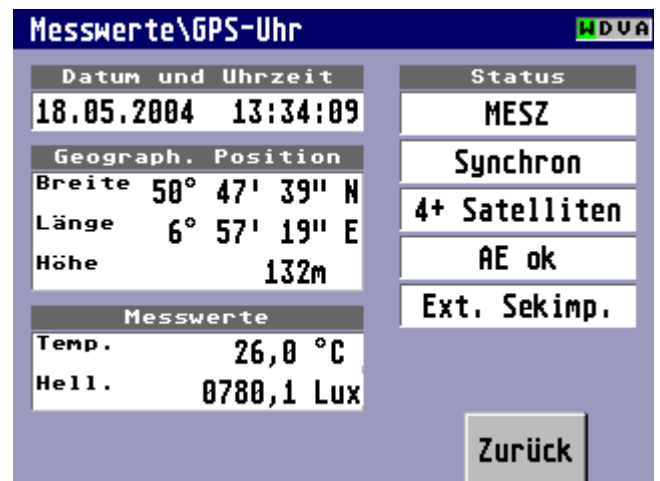 Messwerte\GPS-Uhr WDVA
Datum und Uhrzeit
18.05.2004 13:34:09
Geograph. Position
Breite 50° 47' 39" N
Länge 6° 57' 19" E
Höhe 132m
Messwerte
Temp. 26,0 °C
Hell. 0780,1 Lux
Status
MESZ
Synchron
4+ Satelliten
AE ok
Ext. Sekimp.
Zurück